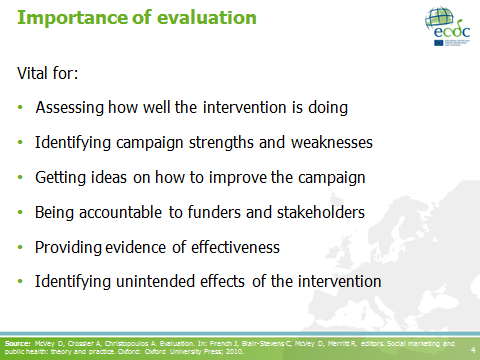 Importance of evaluation
ecdc
Vital for:
• Assessing how well the intervention is doing
• Identifying campaign strengths and weaknesses
• Getting ideas on how to improve the campaign
• Being accountable to funders and stakeholders
• Providing evidence of effectiveness
• Identifying unintended effects of the intervention
Source: McVey D, Crossier A, Christopoulos A. Evaluation. In: French J, Blair-Stevens C, McVey D, Merritt R, editors. Social marketing and
public health: theory and practice. Oxford: Oxford University Press; 2010.
4